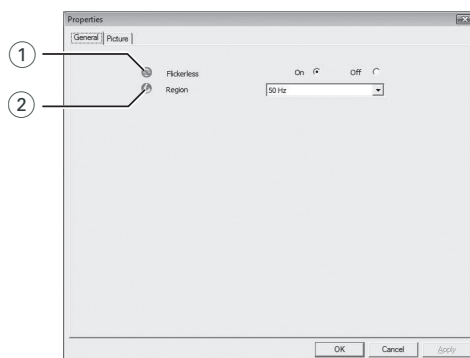 Properties
General Picture
1 Flickerless On Off
2 Region 50 Hz
OK Cancel Apply